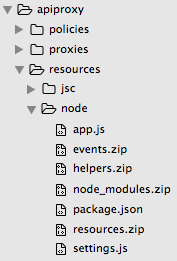 apiproxy
policies
proxies
resources
jsc
node
app.js
events.zip
helpers.zip
node_modules.zip
package.json
resources.zip
settings.js